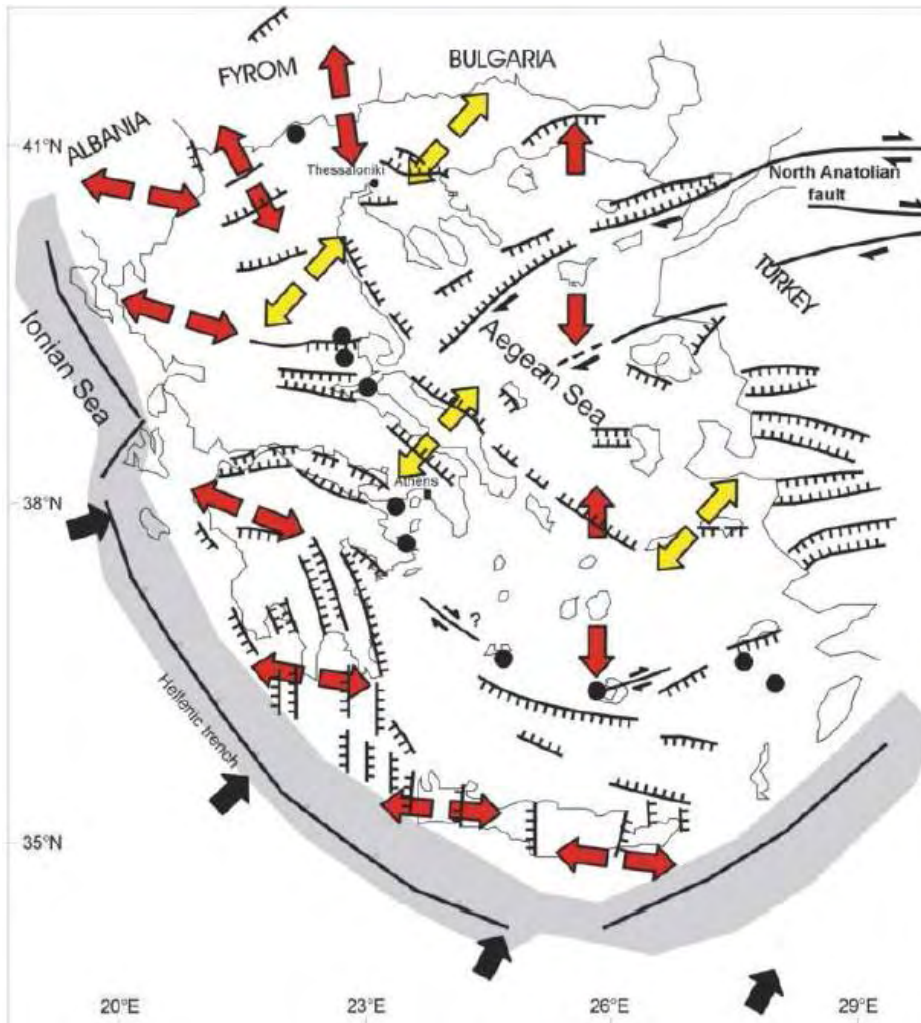 BULGARIA
FYROM
ALBANIA
41°N
Thessaloniki
North Anatolian
fault
TURKEY
Ionian Sea
Aegean Sea
38°N
Athens
?
Hellenic trench
35°N
20°E
23°E
26°E
29°E